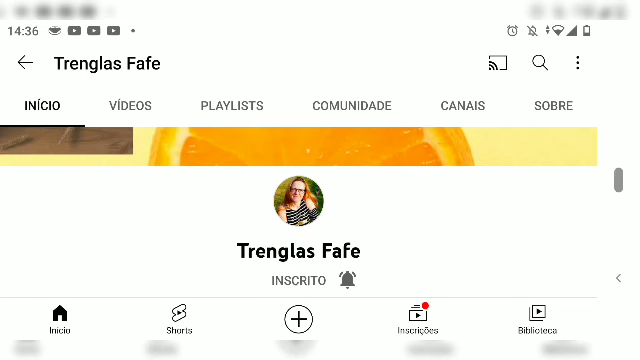 14:36
Trenglas Fafe
INÍCIO VÍDEOS PLAYLISTS COMUNIDADE CANAIS SOBRE
Trenglas Fafe
INSCRITO
Início Shorts Inscrições Biblioteca